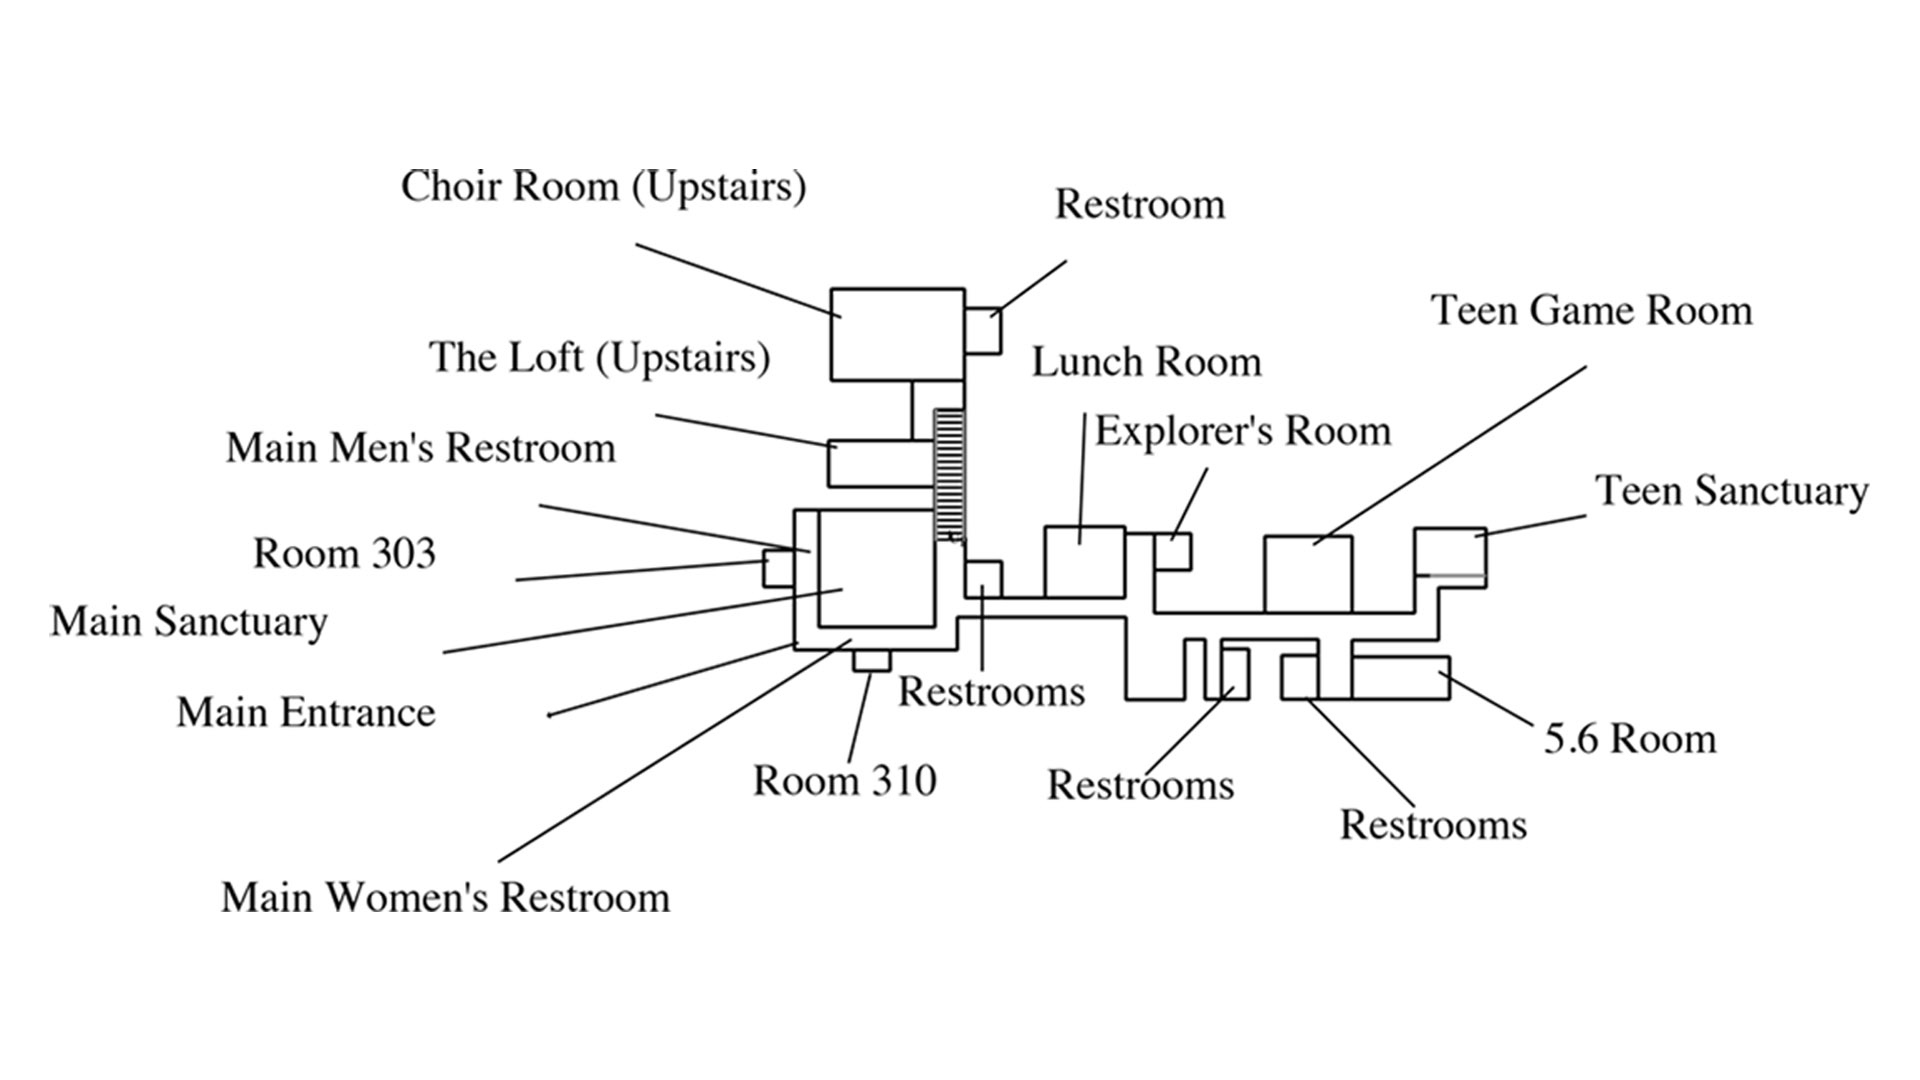 Choir Room (Upstairs)
Restroom
Teen Game Room
The Loft (Upstairs)
Lunch Room
Explorer's Room
Main Men's Restroom
Teen Sanctuary
Room 303
Main Sanctuary
Restrooms
Main Entrance
5.6 Room
Room 310
Restrooms
Restrooms
Main Women's Restroom